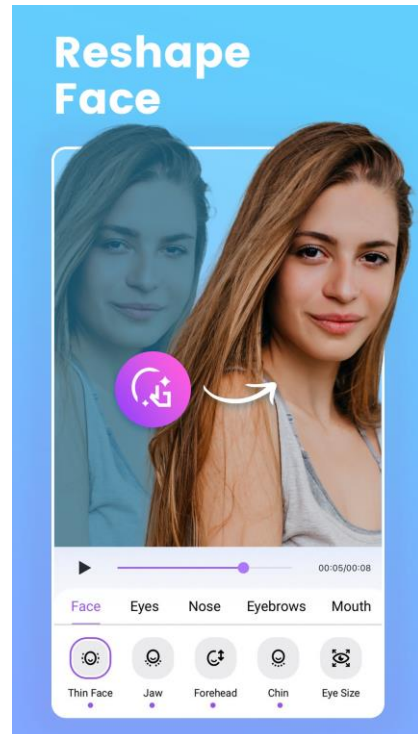 Reshape
Face
00:05/00:08
Face Eyes Nose Eyebrows Mouth
Thin Face Jaw Forehead Chin Eye Size